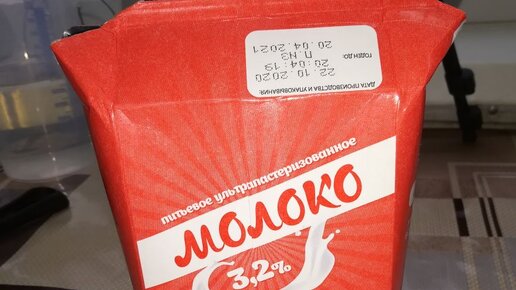 ДАТА ПРОИЗВОДСТВА И УПАКОВЫВАНИЯ:
22.10.2020
20:04:19
П.N3
ГОДЕН ДО:
20.04.2021
питьевое ультрапастеризованное
МОЛОКО
3,2%